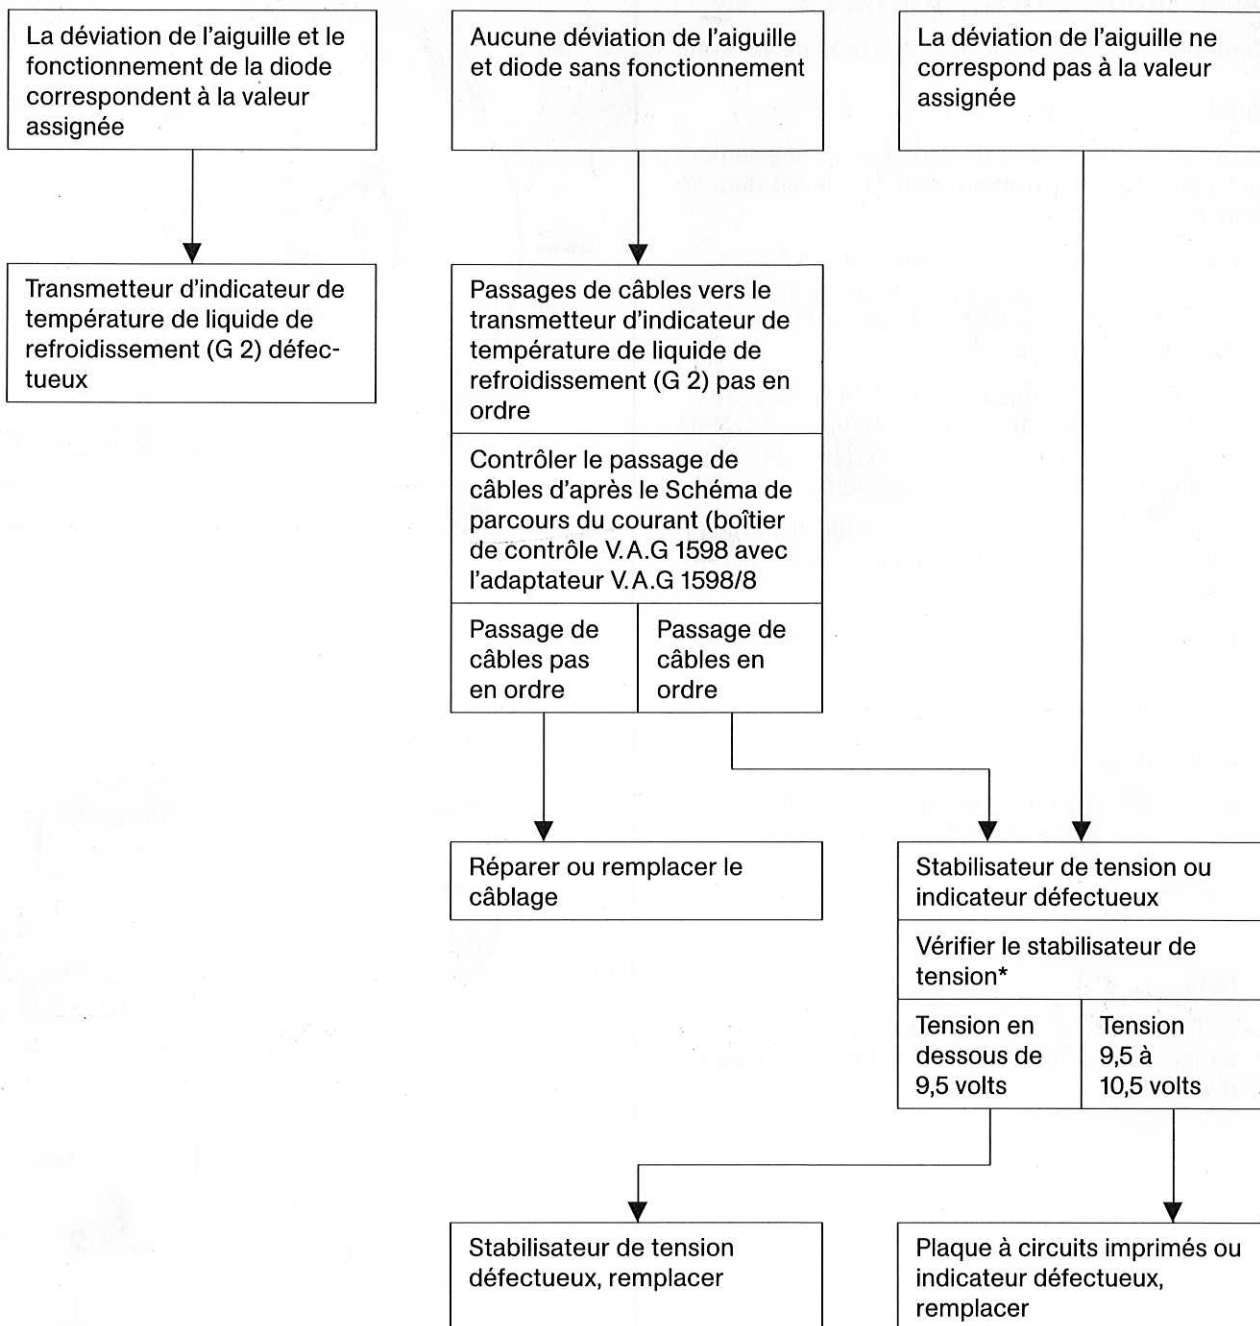 La déviation de l'aiguille et le
fonctionnement de la diode
correspondent à la valeur
assignée
Aucune déviation de l'aiguille
et diode sans fonctionnement
La déviation de l'aiguille ne
correspond pas à la valeur
assignée
Transmetteur d'indicateur de
température de liquide de
refroidissement (G 2) défec-
tueux
Passages de câbles vers le
transmetteur d'indicateur de
température de liquide de
refroidissement (G 2) pas en
ordre
Contrôler le passage de
câbles d'après le Schéma de
parcours du courant (boîtier
de contrôle V.A.G 1598 avec
l'adaptateur V.A.G 1598/8
Passage de
câbles pas
en ordre
Passage de
câbles en
ordre
Réparer ou remplacer le
câblage
Stabilisateur de tension ou
indicateur défectueux
Vérifier le stabilisateur de
tension*
Tension en
dessous de
9,5 volts
Tension
9,5 à
10,5 volts
Stabilisateur de tension
défectueux, remplacer
Plaque à circuits imprimés ou
indicateur défectueux,
remplacer